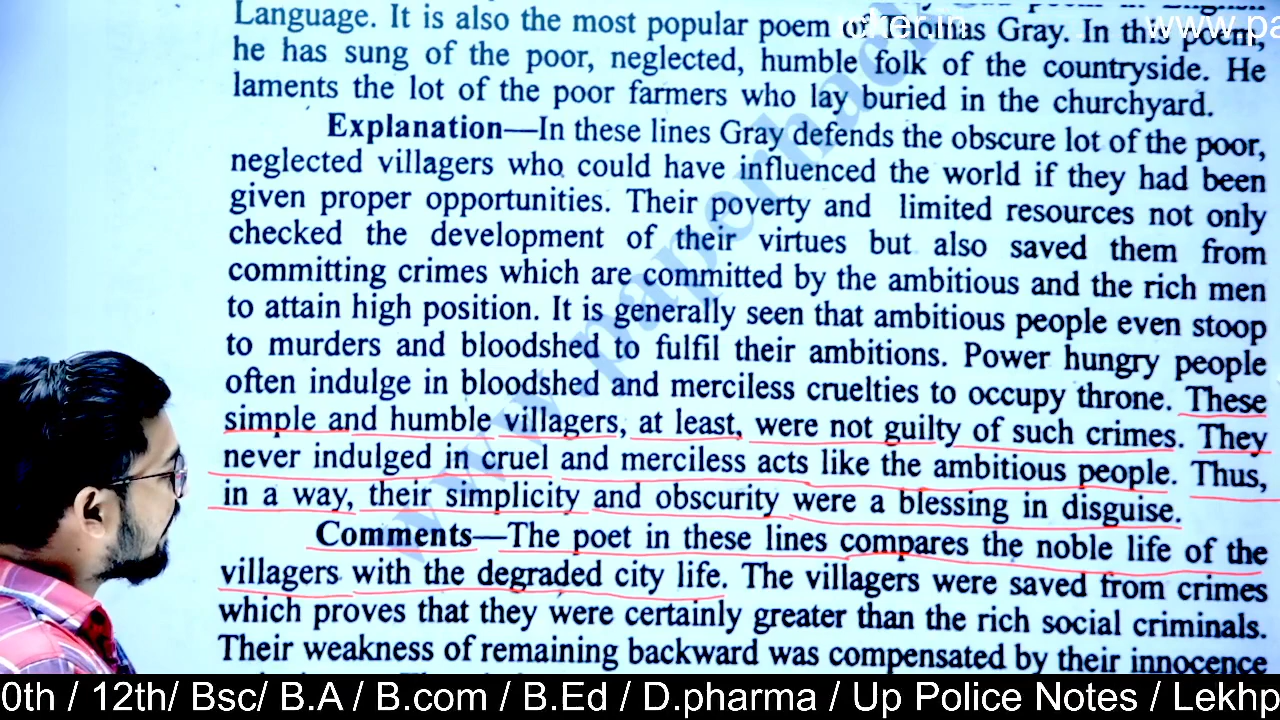 Language. It is also the most popular poem of Thomas Gray. In this poem,
he has sung of the poor, neglected, humble folk of the countryside. He
laments the lot of the poor farmers who lay buried in the churchyard.
Explanation—In these lines Gray defends the obscure lot of the poor,
neglected villagers who could have influenced the world if they had been
given proper opportunities. Their poverty and limited resources not only
checked the development of their virtues but also saved them from
committing crimes which are committed by the ambitious and the rich men
to attain high position. It is generally seen that ambitious people even stoop
to murders and bloodshed to fulfil their ambitions. Power hungry people
often indulge in bloodshed and merciless cruelties to occupy throne. These
simple and humble villagers, at least, were not guilty of such crimes. They
never indulged in cruel and merciless acts like the ambitious people. Thus,
in a way, their simplicity and obscurity were a blessing in disguise.
Comments—The poet in these lines compares the noble life of the
villagers with the degraded city life. The villagers were saved from crimes
which proves that they were certainly greater than the rich social criminals.
Their weakness of remaining backward was compensated by their innocence
0th / 12th/ Bsc/ B.A / B.com / B.Ed / D.pharma / Up Police Notes / Lekhp